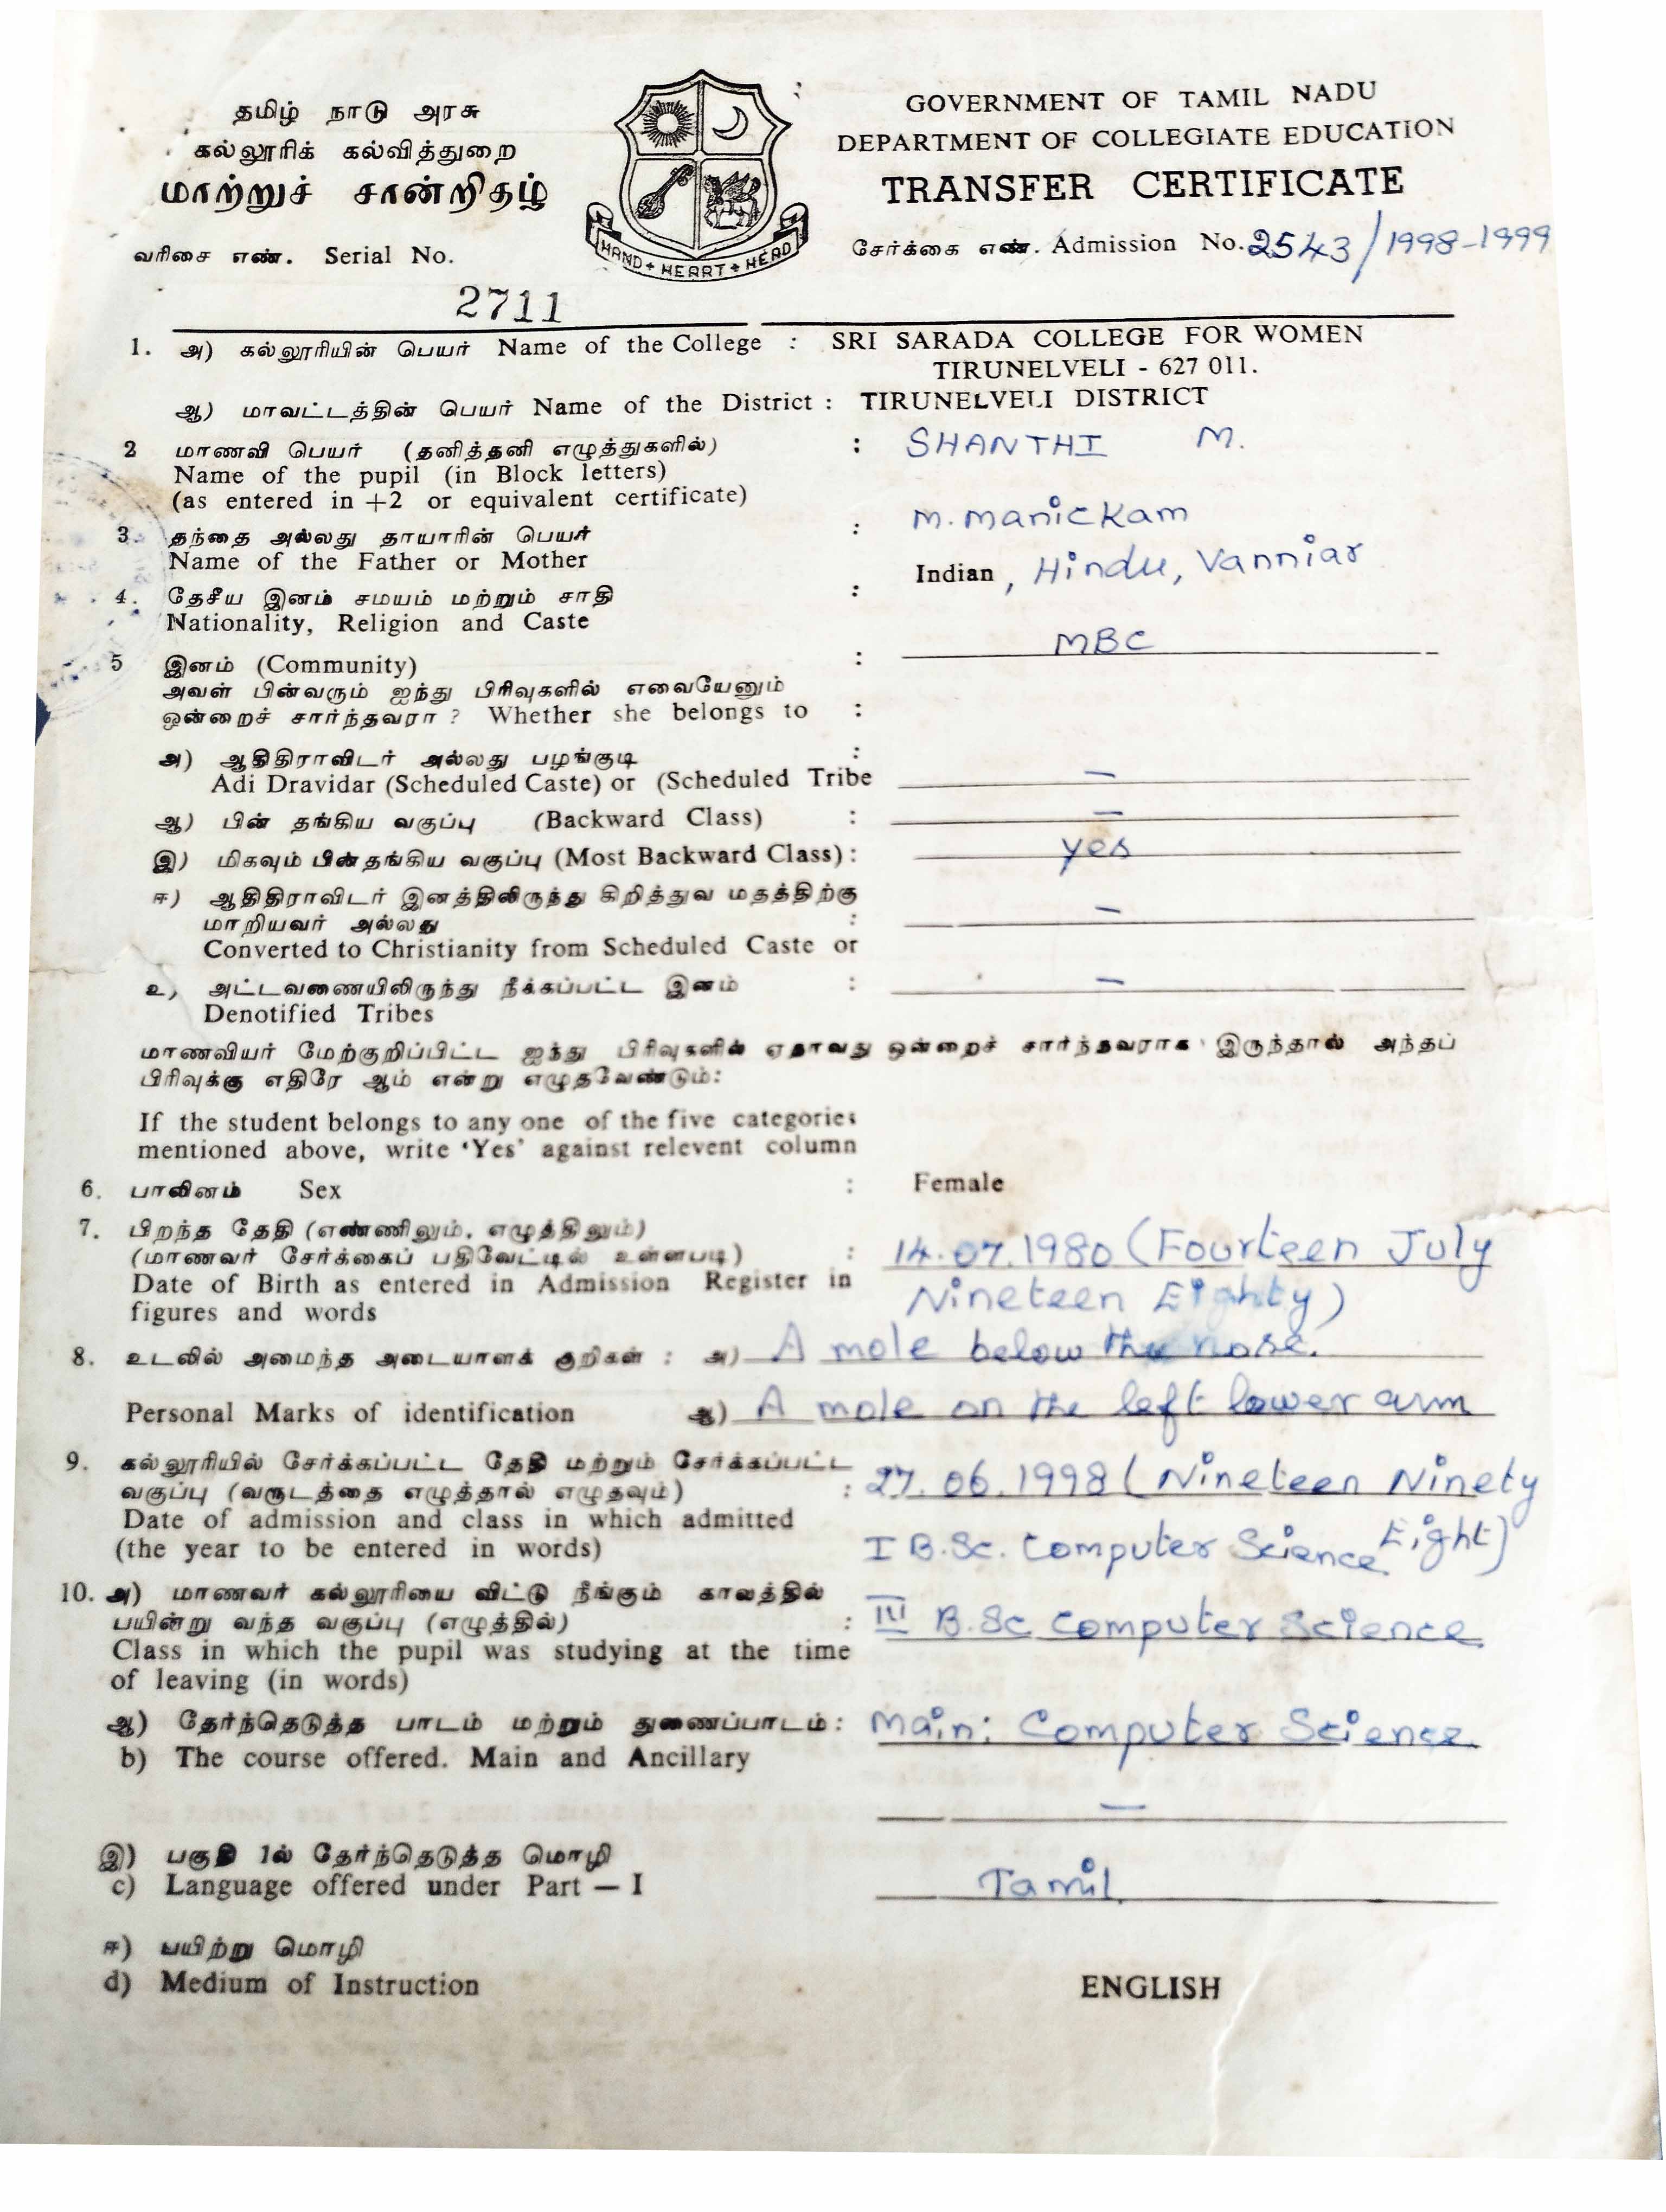 தமிழ் நாடு அரசு
கல்லூரிக் கல்வித்துறை
மாற்றுச் சான்றிதழ்
வரிசை எண். Serial No.
2711
HAND + HEART + HEAD
GOVERNMENT OF TAMIL NADU
DEPARTMENT OF COLLEGIATE EDUCATION
TRANSFER CERTIFICATE
சேர்க்கை எண். Admission No. 2543/1998-1999
1. அ) கல்லூரியின் பெயர் Name of the College : SRI SARADA COLLEGE FOR WOMEN
TIRUNELVELI - 627 011.
ஆ) மாவட்டத்தின் பெயர் Name of the District : TIRUNELVELI DISTRICT
2 மாணவி பெயர் (தனித்தனி எழுத்துகளில்) : SHANTHI M.
Name of the pupil (in Block letters)
(as entered in +2 or equivalent certificate)
3. தந்தை அல்லது தாயாரின் பெயர் : M. Manickam
Name of the Father or Mother
4. தேசீய இனம் சமயம் மற்றும் சாதி : Indian, Hindu, Vanniar
Nationality, Religion and Caste
5 இனம் (Community) : MBC
அவள் பின்வரும் ஐந்து பிரிவுகளில் எவையேனும்
ஒன்றைச் சார்ந்தவரா ? Whether she belongs to :
அ) ஆதிதிராவிடர் அல்லது பழங்குடி :
Adi Dravidar (Scheduled Caste) or (Scheduled Tribe —
ஆ) பின் தங்கிய வகுப்பு (Backward Class) : —
இ) மிகவும் பின்தங்கிய வகுப்பு (Most Backward Class) : yes
ஈ) ஆதிதிராவிடர் இனத்திலிருந்து கிறித்துவ மதத்திற்கு
மாறியவர் அல்லது : —
Converted to Christianity from Scheduled Caste or
உ) அட்டவணையிலிருந்து நீக்கப்பட்ட இனம் : —
Denotified Tribes
மாணவியர் மேற்குறிப்பிட்ட ஐந்து பிரிவுகளில் ஏதாவது ஒன்றைச் சார்ந்தவராக இருந்தால் அந்தப்
பிரிவுக்கு எதிரே ஆம் என்று எழுதவேண்டும்:
If the student belongs to any one of the five categories
mentioned above, write ‘Yes’ against relevent column
6. பாலினம் Sex : Female
7. பிறந்த தேதி (எண்ணிலும், எழுத்திலும்)
(மாணவர் சேர்க்கைப் பதிவேட்டில் உள்ளபடி) : 14.07.1980 (Fourteen July
Date of Birth as entered in Admission Register in
figures and words Nineteen Eighty)
8. உடலில் அமைந்த அடையாளக் குறிகள் : அ) A mole below the nose.
Personal Marks of identification ஆ) A mole on the left lower arm
9. கல்லூரியில் சேர்க்கப்பட்ட தேதி மற்றும் சேர்க்கப்பட்ட
வகுப்பு (வருடத்தை எழுத்தால் எழுதவும்) : 27.06.1998 (Nineteen Ninety
Date of admission and class in which admitted
(the year to be entered in words) I B.Sc. Computer Science Eight)
10. அ) மாணவர் கல்லூரியை விட்டு நீங்கும் காலத்தில்
பயின்று வந்த வகுப்பு (எழுத்தில்) : III B.Sc Computer Science
Class in which the pupil was studying at the time
of leaving (in words)
ஆ) தேர்ந்தெடுத்த பாடம் மற்றும் துணைப்பாடம் : Main: Computer Science
b) The course offered. Main and Ancillary
—
இ) பகுதி 1ல் தேர்ந்தெடுத்த மொழி
c) Language offered under Part — I Tamil
ஈ) பயிற்று மொழி
d) Medium of Instruction ENGLISH